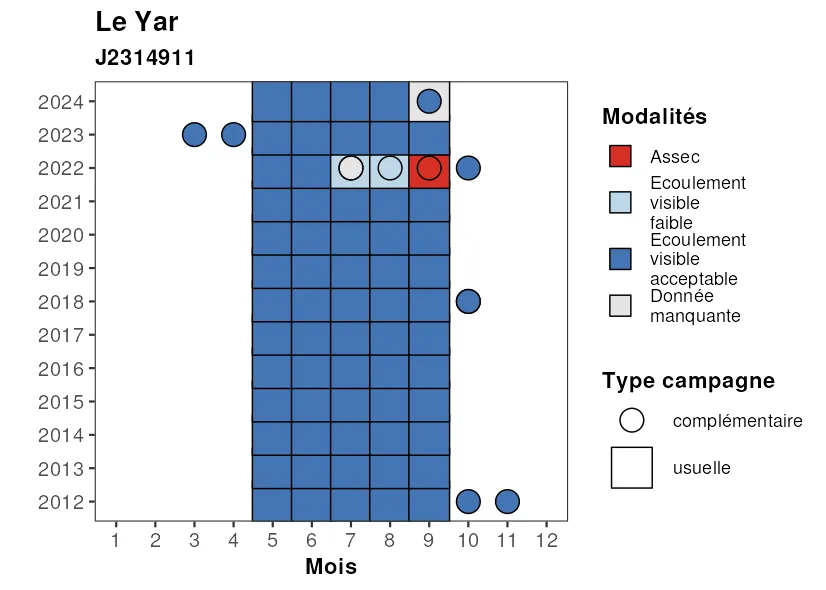 Le Yar
J2314911
2024
2023
2022
2021
2020
2019
2018
2017
2016
2015
2014
2013
2012
1 2 3 4 5 6 7 8 9 10 11 12
Mois
Modalités
Assec
Ecoulement
visible
faible
Ecoulement
visible
acceptable
Donnée
manquante
Type campagne
complémentaire
usuelle